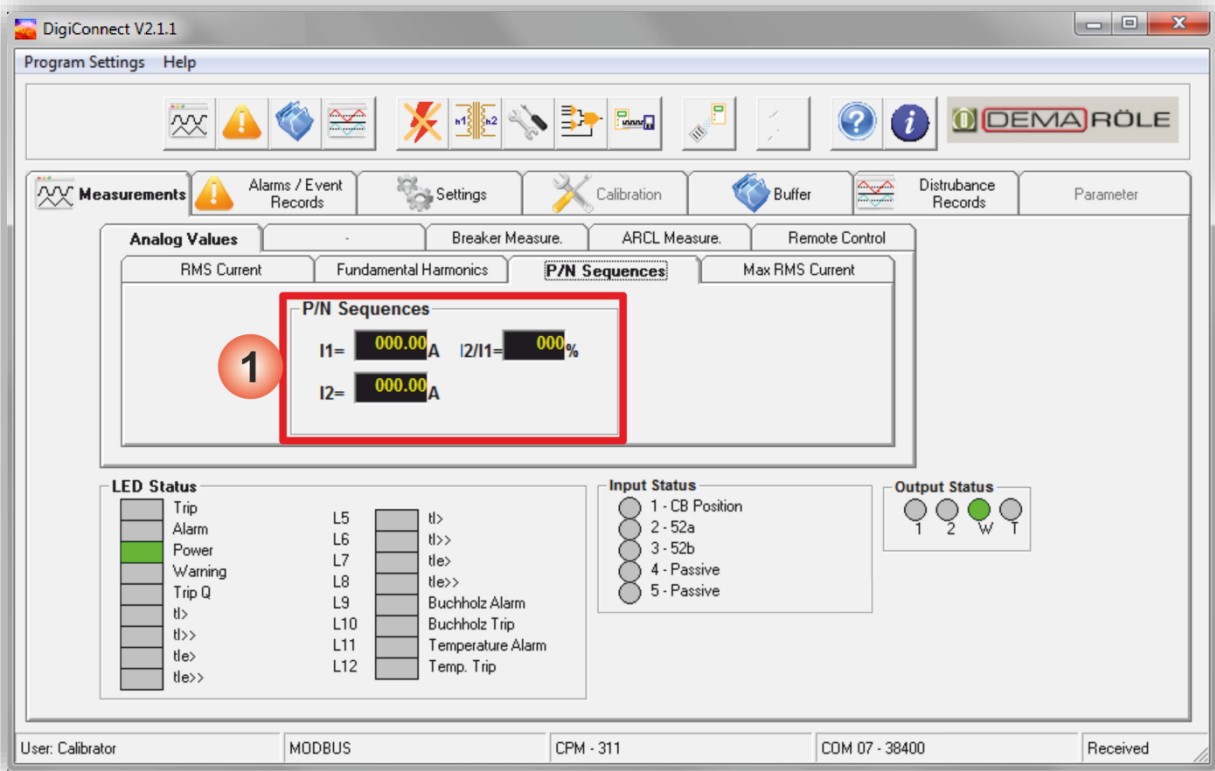 DigiConnect V2.1.1
Program Settings Help
n1 n2
DEMA RÖLE
Measurements
Alarms / Event
Records
Settings
Calibration
Buffer
Distrubance
Records
Parameter
Analog Values - Breaker Measure. ARCL Measure. Remote Control
RMS Current Fundamental Harmonics P/N Sequences Max RMS Current
P/N Sequences
1
I1= 000.00 A I2/I1= 000 %
I2= 000.00 A
LED Status
Trip
Alarm
Power
Warning
Trip Q
tI>
tI>>
tIe>
tIe>>
L5 tI>
L6 tI>>
L7 tIe>
L8 tIe>>
L9 Buchholz Alarm
L10 Buchholz Trip
L11 Temperature Alarm
L12 Temp. Trip
Input Status
1 - CB Position
2 - 52a
3 - 52b
4 - Passive
5 - Passive
Output Status
1 2 W T
User: Calibrator MODBUS CPM - 311 COM 07 - 38400 Received